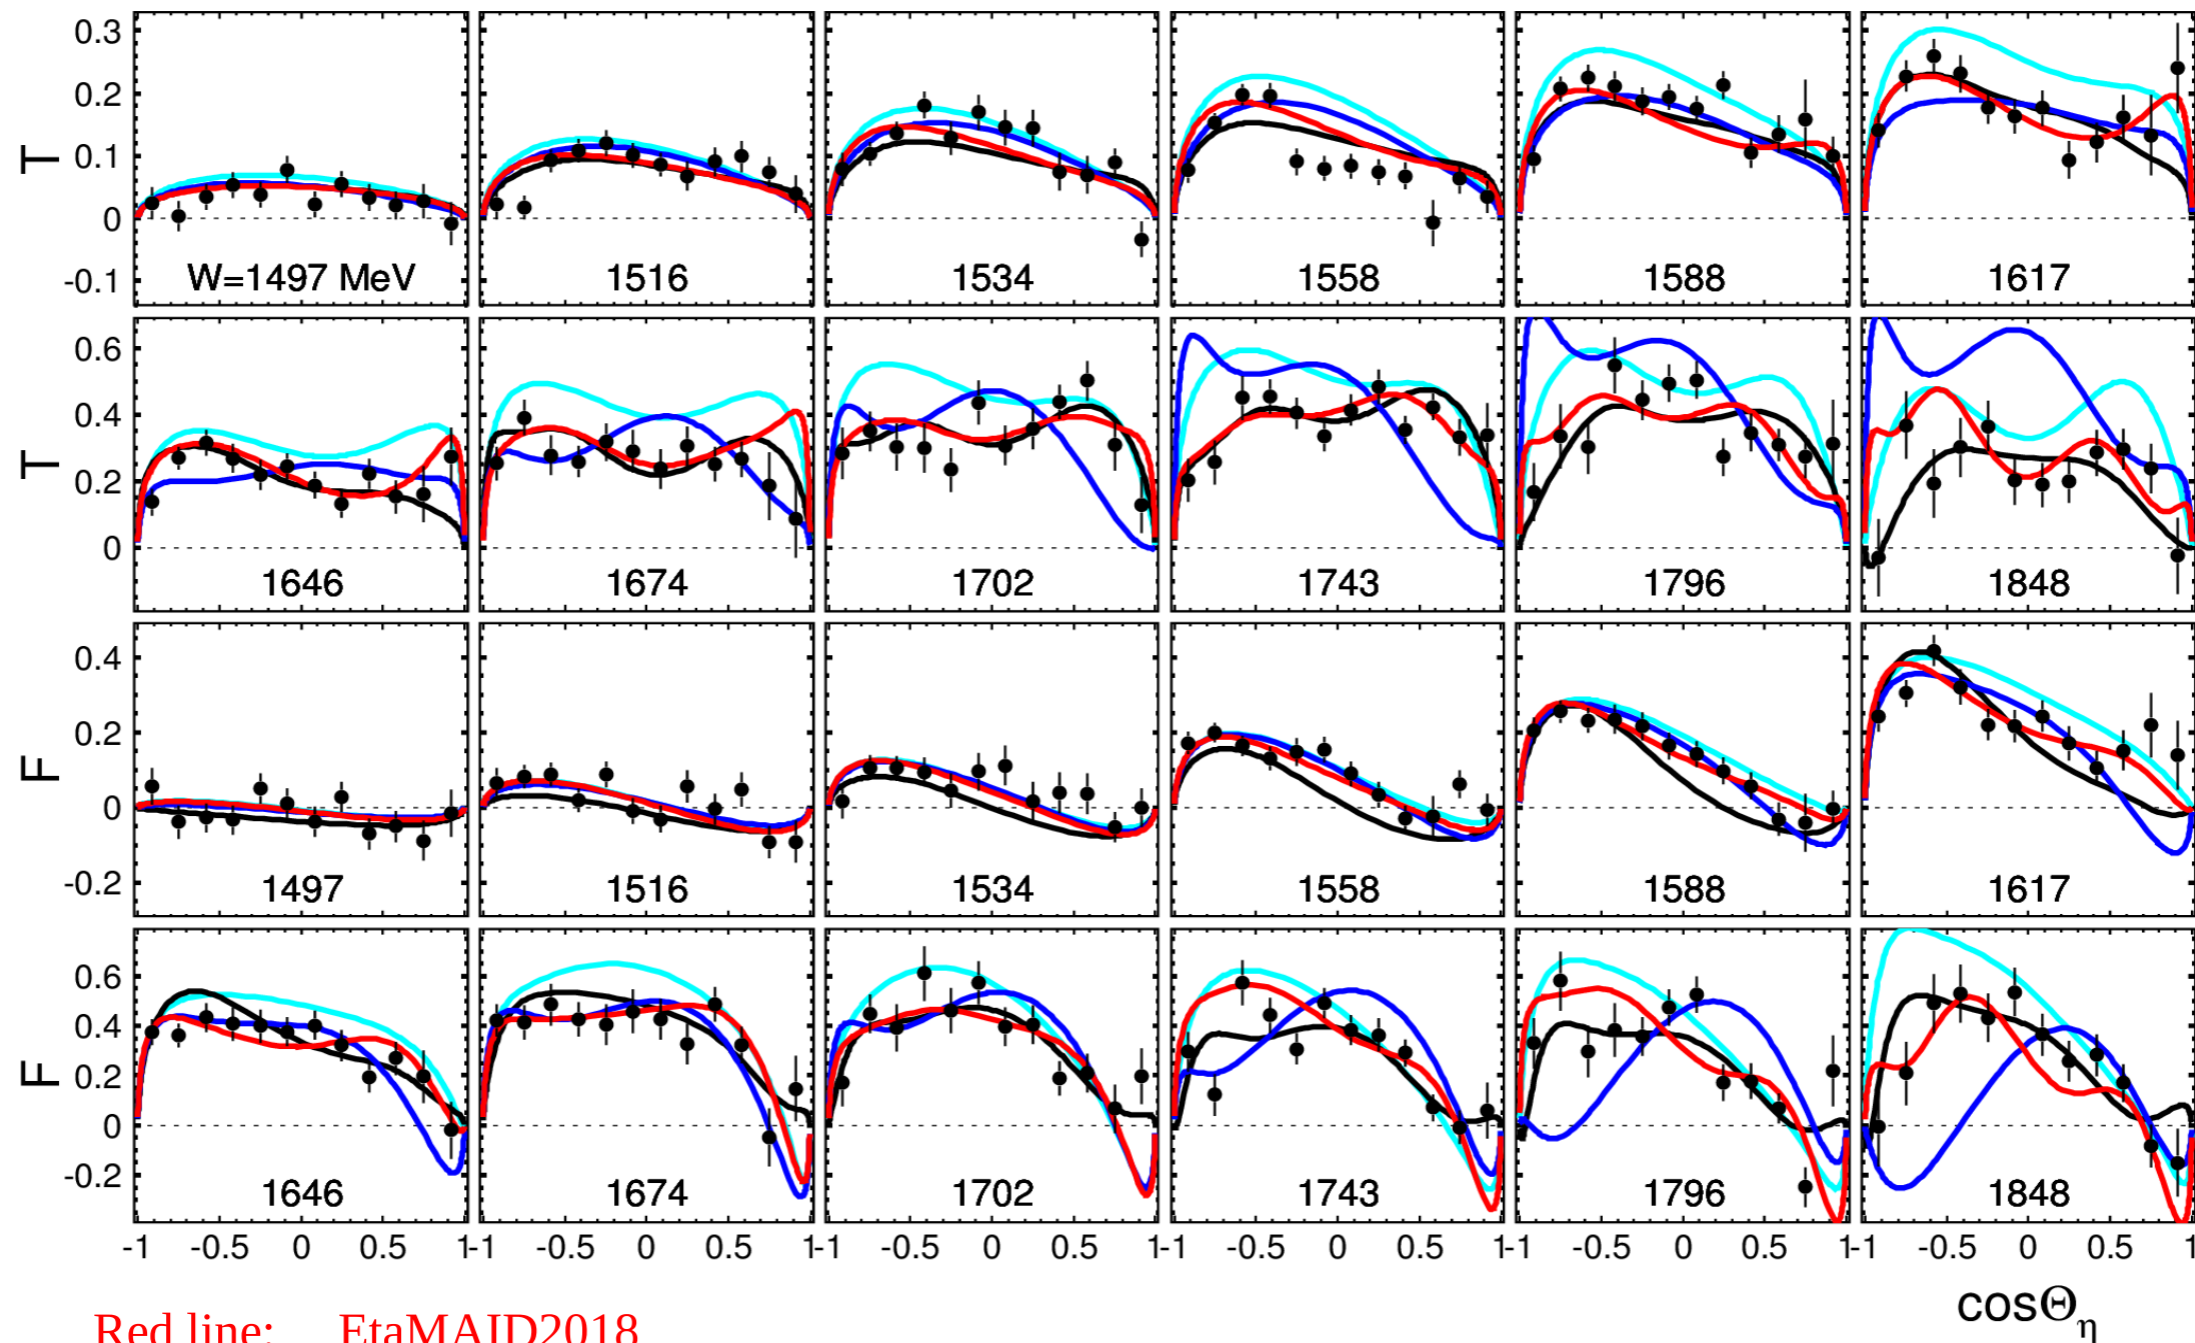 0.3
0.2
T 0.1
0
-0.1
W=1497 MeV 1516 1534 1558 1588 1617
0.6
0.4
T 0.2
0
1646 1674 1702 1743 1796 1848
0.4
0.2
F 0
-0.2
1497 1516 1534 1558 1588 1617
0.6
0.4
F 0.2
0
-0.2
1646 1674 1702 1743 1796 1848
-1 -0.5 0 0.5 1-1 -0.5 0 0.5 1-1 -0.5 0 0.5 1-1 -0.5 0 0.5 1-1 -0.5 0 0.5 1-1 -0.5 0 0.5 1
cosΘη
Red line: EtaMAID2018